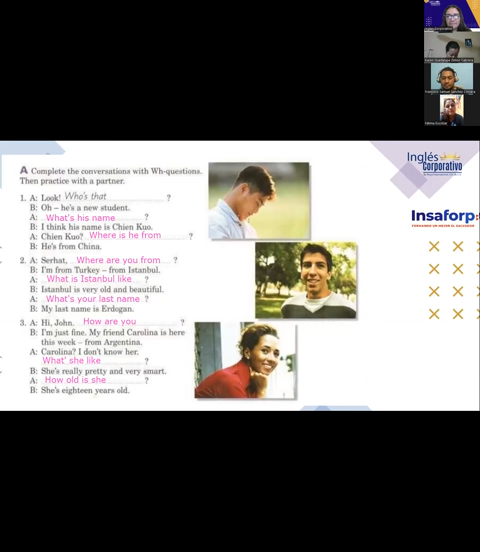 Inglés
Corporativo
Insaforp
FORMANDO UN MEJOR EL SALVADOR
A Complete the conversations with Wh-questions.
Then practice with a partner.
1. A: Look! Who's that ?
B: Oh – he's a new student.
A: What's his name ?
B: I think his name is Chien Kuo.
A: Chien Kuo? Where is he from ?
B: He's from China.
2. A: Serhat, Where are you from ?
B: I'm from Turkey – from Istanbul.
A: What is Istanbul like ?
B: Istanbul is very old and beautiful.
A: What's your last name ?
B: My last name is Erdogan.
3. A: Hi, John. How are you ?
B: I'm just fine. My friend Carolina is here
this week – from Argentina.
A: Carolina? I don't know her.
What' she like ?
B: She's really pretty and very smart.
A: How old is she ?
B: She's eighteen years old.